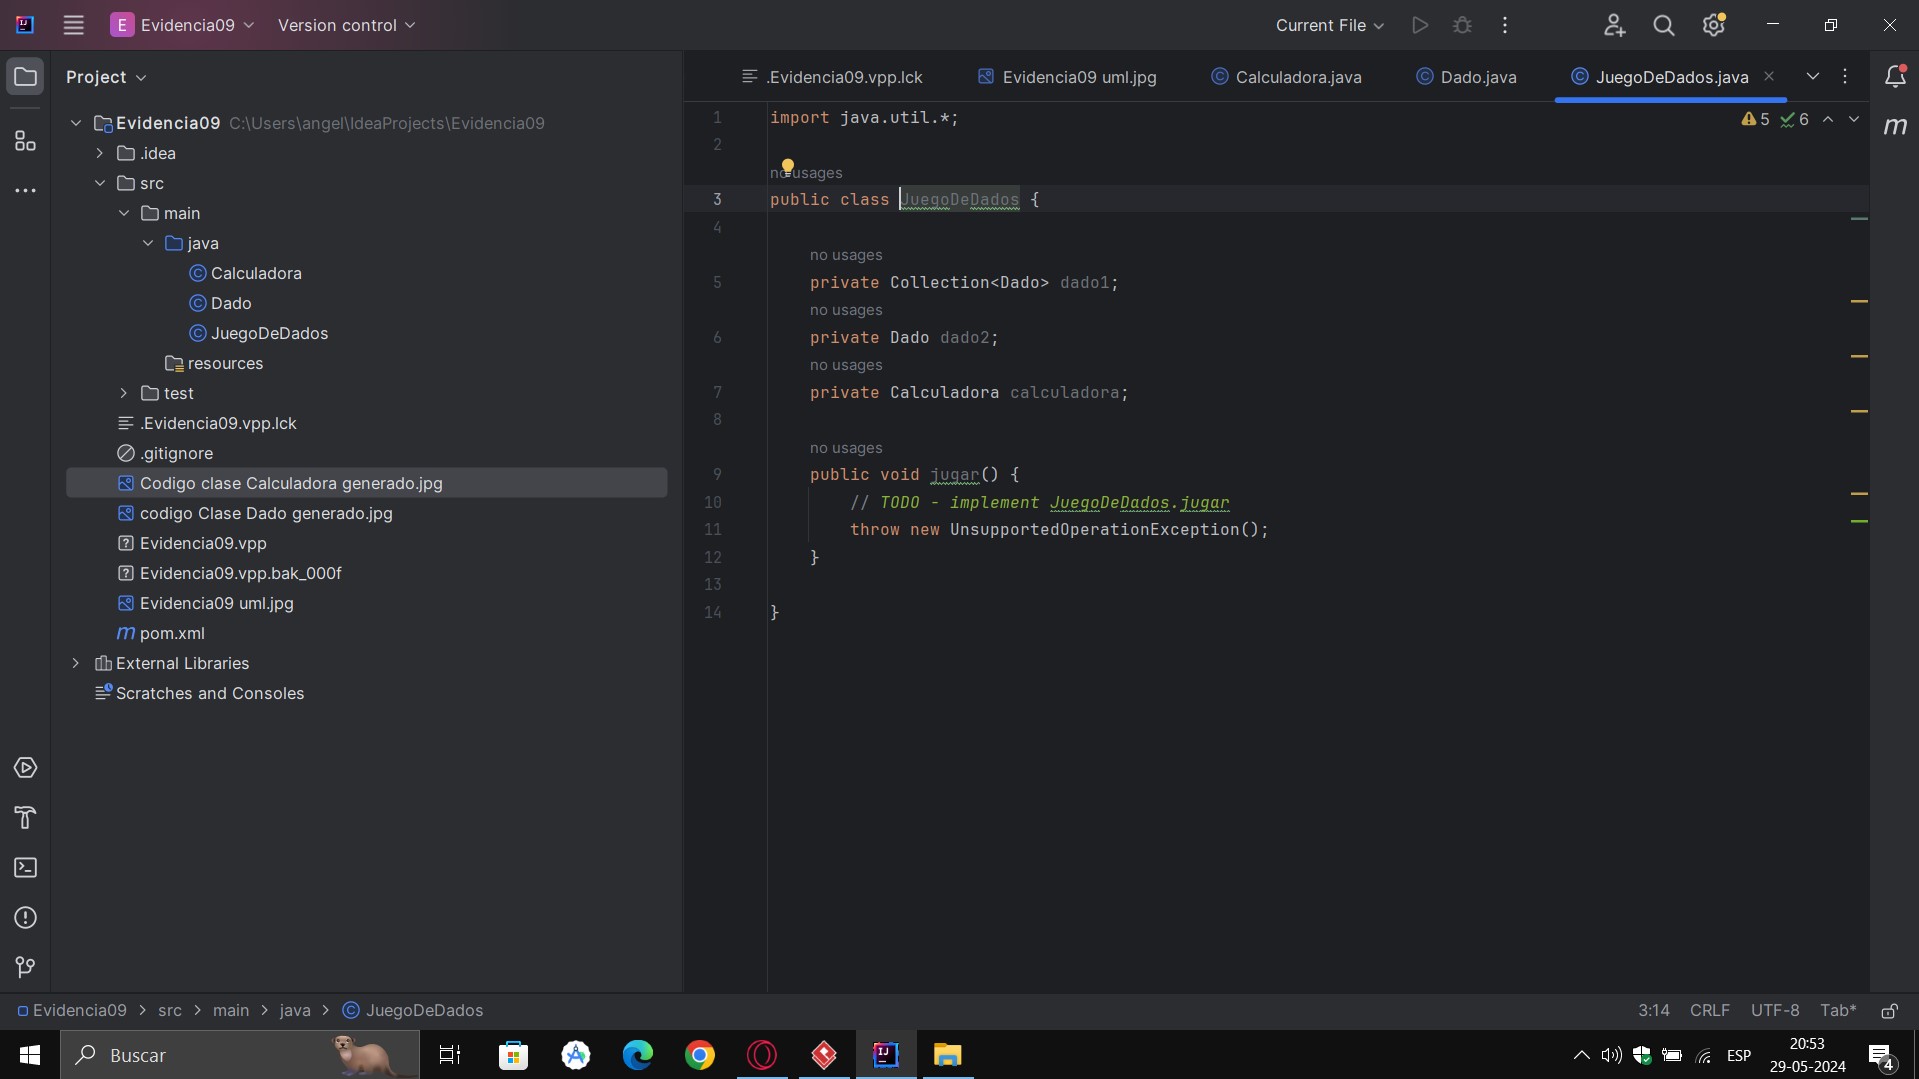 E Evidencia09 Version control Current File
Project
Evidencia09 C:\Users\angel\IdeaProjects\Evidencia09
.idea
src
main
java
Calculadora
Dado
JuegoDeDados
resources
test
.Evidencia09.vpp.lck
.gitignore
Codigo clase Calculadora generado.jpg
codigo Clase Dado generado.jpg
Evidencia09.vpp
Evidencia09.vpp.bak_000f
Evidencia09 uml.jpg
m pom.xml
External Libraries
Scratches and Consoles
.Evidencia09.vpp.lck Evidencia09 uml.jpg Calculadora.java Dado.java JuegoDeDados.java
1 import java.util.*; 5 6
2
no usages
3 public class JuegoDeDados {
4
no usages
5 private Collection<Dado> dado1;
no usages
6 private Dado dado2;
no usages
7 private Calculadora calculadora;
8
no usages
9 public void jugar() {
10 // TODO - implement JuegoDeDados.jugar
11 throw new UnsupportedOperationException();
12 }
13
14 }
m
Evidencia09 > src > main > java > JuegoDeDados 3:14 CRLF UTF-8 Tab*
Buscar
ESP
20:53
29-05-2024
4